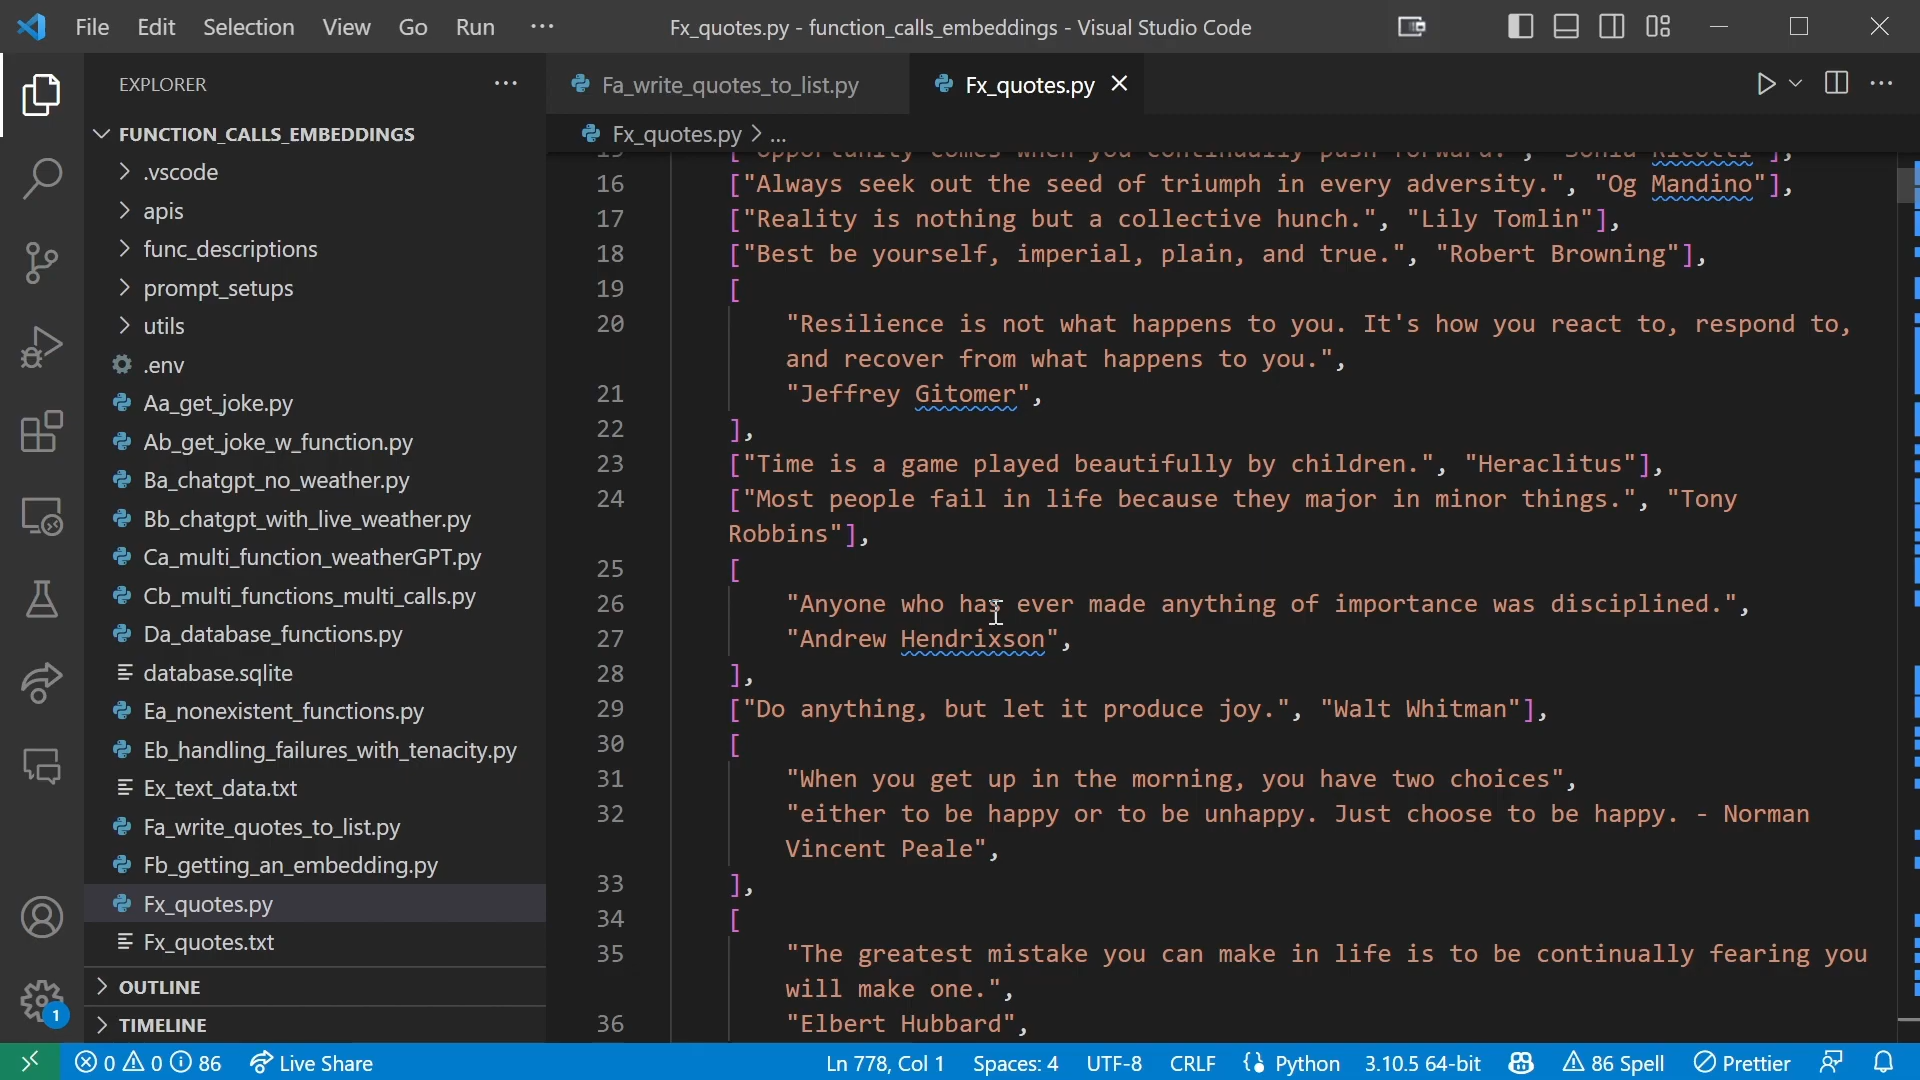 File Edit Selection View Go Run ··· Fx_quotes.py - function_calls_embeddings - Visual Studio Code
EXPLORER ···
FUNCTION_CALLS_EMBEDDINGS
.vscode
apis
func_descriptions
prompt_setups
utils
.env
Aa_get_joke.py
Ab_get_joke_w_function.py
Ba_chatgpt_no_weather.py
Bb_chatgpt_with_live_weather.py
Ca_multi_function_weatherGPT.py
Cb_multi_functions_multi_calls.py
Da_database_functions.py
database.sqlite
Ea_nonexistent_functions.py
Eb_handling_failures_with_tenacity.py
Ex_text_data.txt
Fa_write_quotes_to_list.py
Fb_getting_an_embedding.py
Fx_quotes.py
Fx_quotes.txt
OUTLINE
TIMELINE
1
Fa_write_quotes_to_list.py Fx_quotes.py
Fx_quotes.py > ...
15 ["Opportunity comes when you continually push forward.", "Sonia Ricotti"],
16 ["Always seek out the seed of triumph in every adversity.", "Og Mandino"],
17 ["Reality is nothing but a collective hunch.", "Lily Tomlin"],
18 ["Best be yourself, imperial, plain, and true.", "Robert Browning"],
19 [
20 "Resilience is not what happens to you. It's how you react to, respond to,
and recover from what happens to you.",
21 "Jeffrey Gitomer",
22 ],
23 ["Time is a game played beautifully by children.", "Heraclitus"],
24 ["Most people fail in life because they major in minor things.", "Tony
Robbins"],
25 [
26 "Anyone who has ever made anything of importance was disciplined.",
27 "Andrew Hendrixson",
28 ],
29 ["Do anything, but let it produce joy.", "Walt Whitman"],
30 [
31 "When you get up in the morning, you have two choices",
32 "either to be happy or to be unhappy. Just choose to be happy. - Norman
Vincent Peale",
33 ],
34 [
35 "The greatest mistake you can make in life is to be continually fearing you
will make one.",
36 "Elbert Hubbard",
0 0 86 Live Share Ln 778, Col 1 Spaces: 4 UTF-8 CRLF Python 3.10.5 64-bit 86 Spell Prettier